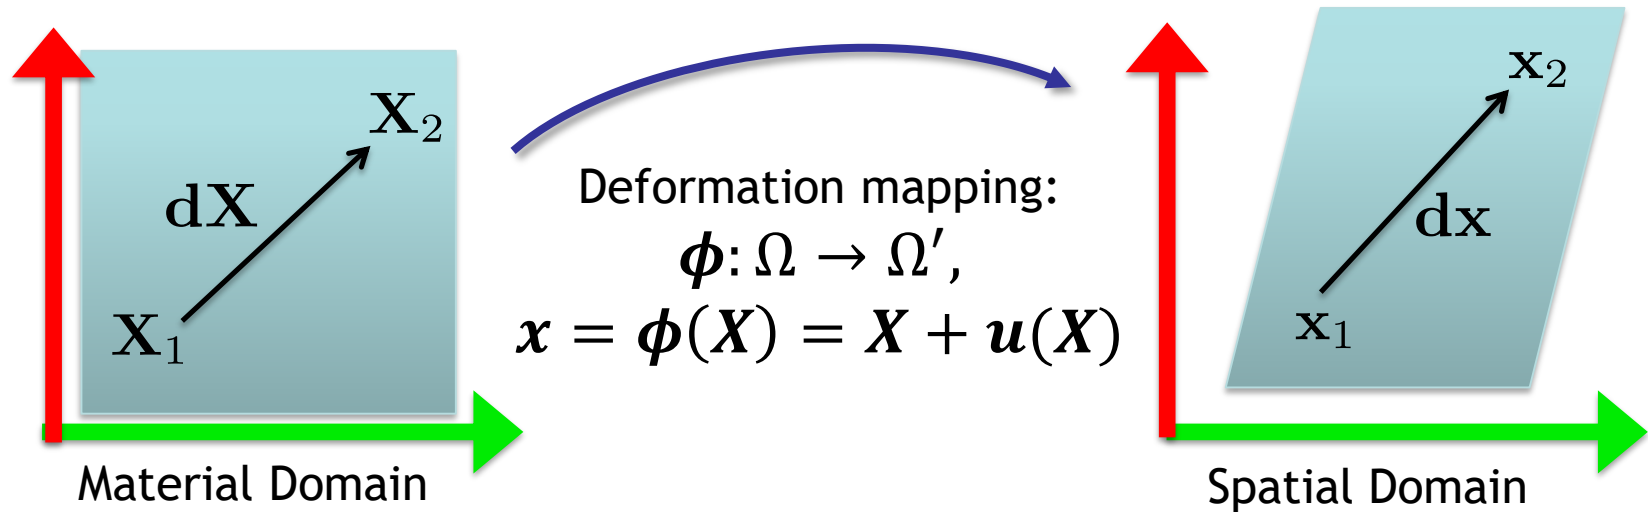 X₂
dX
X₁
Material Domain
Deformation mapping:
ϕ: Ω → Ω′,
x = ϕ(X) = X + u(X)
x₂
dx
x₁
Spatial Domain